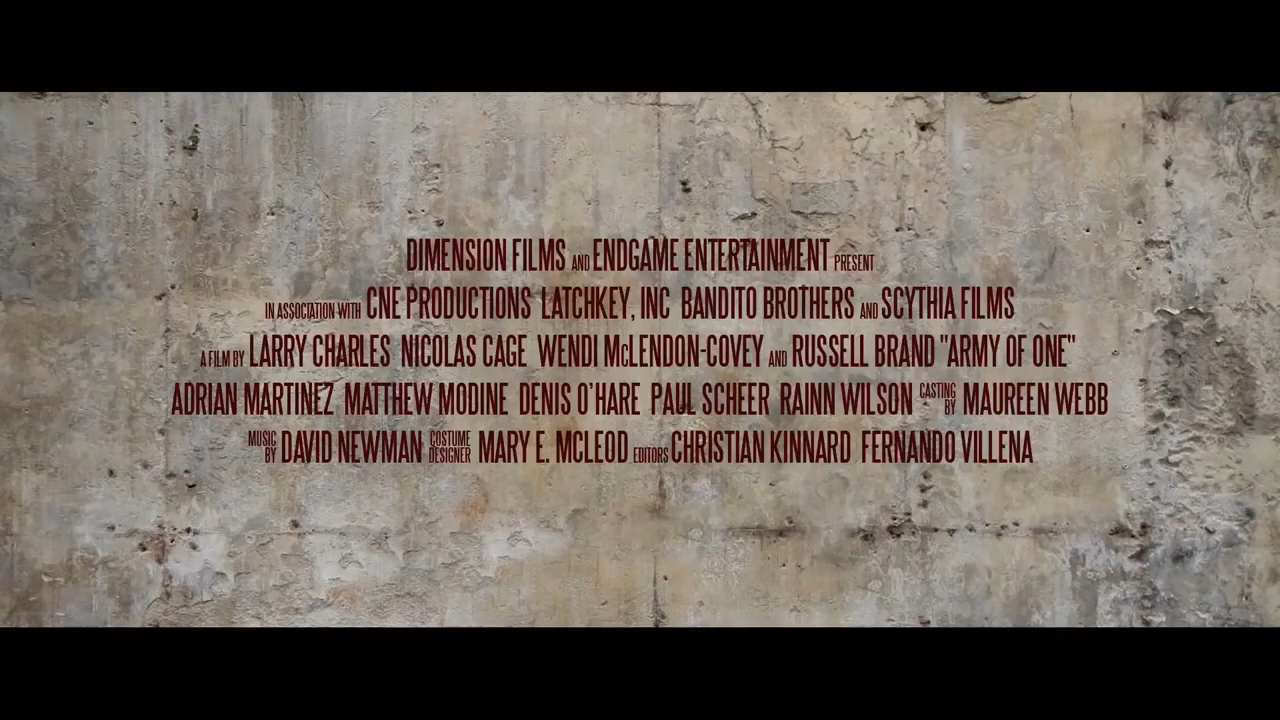 DIMENSION FILMS AND ENDGAME ENTERTAINMENT PRESENT
IN ASSOCIATION WITH CNE PRODUCTIONS LATCHKEY, INC BANDITO BROTHERS AND SCYTHIA FILMS
A FILM BY LARRY CHARLES NICOLAS CAGE WENDI McLENDON-COVEY AND RUSSELL BRAND "ARMY OF ONE"
ADRIAN MARTINEZ MATTHEW MODINE DENIS O'HARE PAUL SCHEER RAINN WILSON CASTING BY MAUREEN WEBB
MUSIC BY DAVID NEWMAN COSTUME DESIGNER MARY E. MCLEOD EDITORS CHRISTIAN KINNARD FERNANDO VILLENA